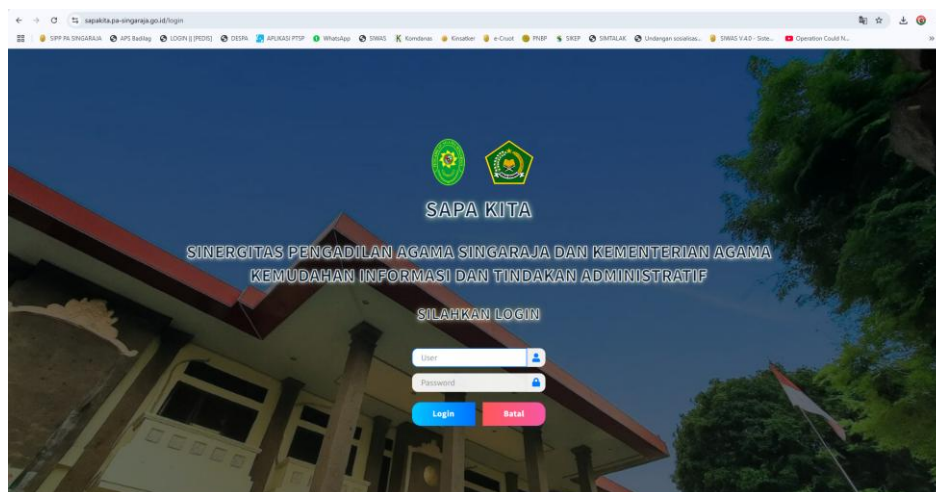 sapakita.pa-singaraja.go.id/login
SIPP PA SINGARAJA APS Badilag LOGIN || [PEDIS] DESPA APLIKASI PTSP WhatsApp SIWAS Komdanas Kinsatker e-Court PNBP SIKEP SIMTALAK Undangan sosialisas... SIWAS V.4.0 - Siste... Operation Could N... »
SAPA KITA
SINERGITAS PENGADILAN AGAMA SINGARAJA DAN KEMENTERIAN AGAMA
KEMUDAHAN INFORMASI DAN TINDAKAN ADMINISTRATIF
SILAHKAN LOGIN
User
Password
Login Batal